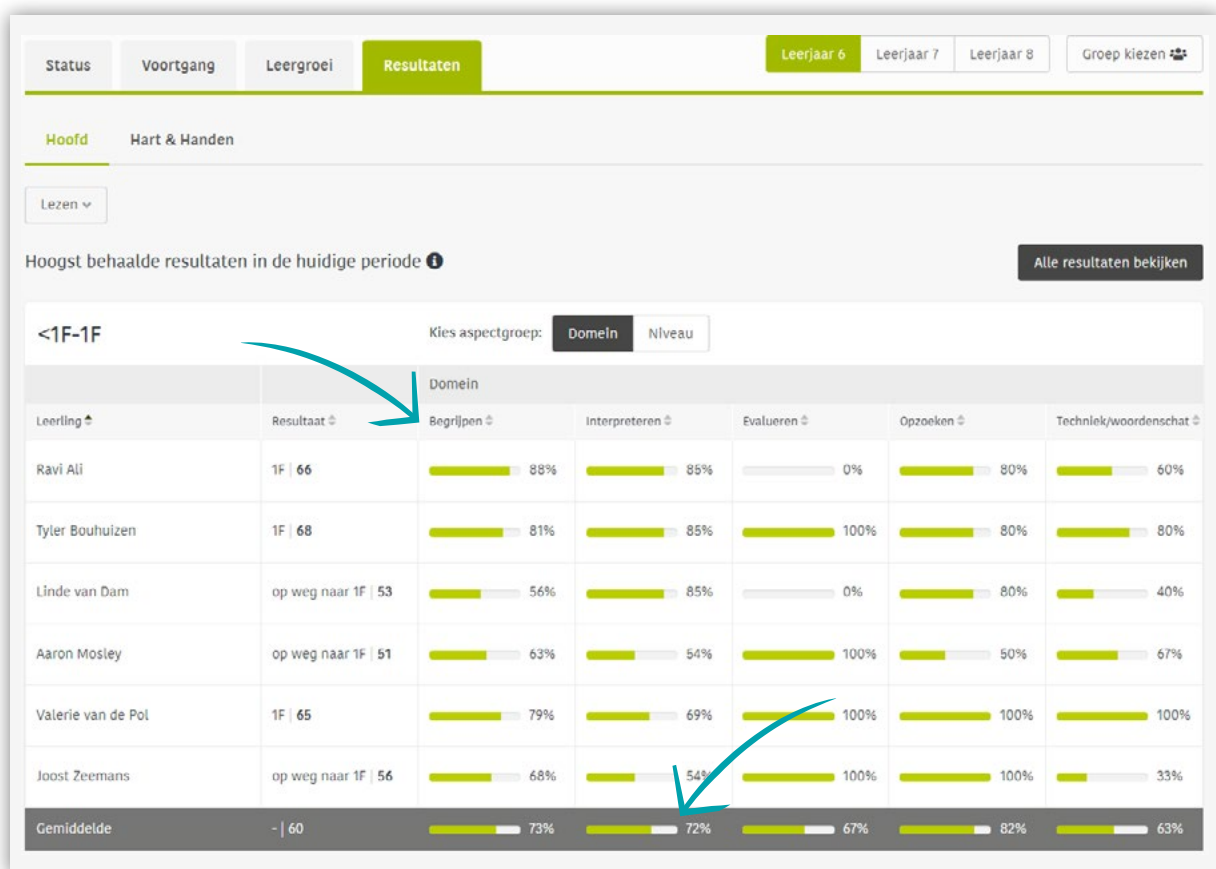 Status Voortgang Leergroei Resultaten Leerjaar 6 Leerjaar 7 Leerjaar 8 Groep kiezen
Hoofd Hart & Handen
Lezen
Hoogst behaalde resultaten in de huidige periode
Alle resultaten bekijken
<1F-1F Kies aspectgroep: Domein Niveau
Domein
Leerling Resultaat Begrijpen Interpreteren Evalueren Opzoeken Techniek/woordenschat
Ravi Ali 1F | 66 88% 85% 0% 80% 60%
Tyler Bouhuizen 1F | 68 81% 85% 100% 80% 80%
Linde van Dam op weg naar 1F | 53 56% 85% 0% 80% 40%
Aaron Mosley op weg naar 1F | 51 63% 54% 100% 50% 67%
Valerie van de Pol 1F | 65 79% 69% 100% 100% 100%
Joost Zeemans op weg naar 1F | 56 68% 54% 100% 100% 33%
Gemiddelde - | 60 73% 72% 67% 82% 63%